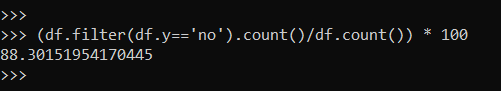 >>>
>>> (df.filter(df.y=='no').count()/df.count()) * 100
88.30151954170445
>>>